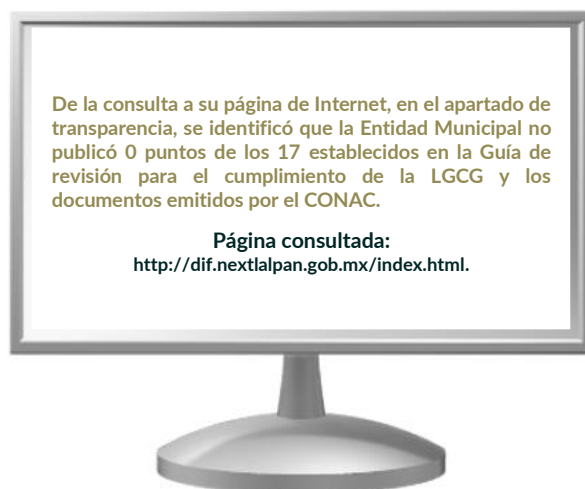 De la consulta a su página de Internet, en el apartado de
transparencia, se identificó que la Entidad Municipal no
publicó 0 puntos de los 17 establecidos en la Guía de
revisión para el cumplimiento de la LGCG y los
documentos emitidos por el CONAC.
Página consultada:
http://dif.nextlalpan.gob.mx/index.html.